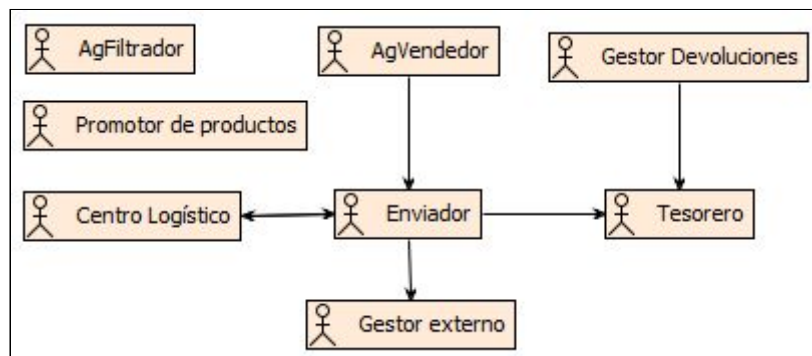 AgFiltrador
AgVendedor
Gestor Devoluciones
Promotor de productos
Centro Logístico
Enviador
Tesorero
Gestor externo